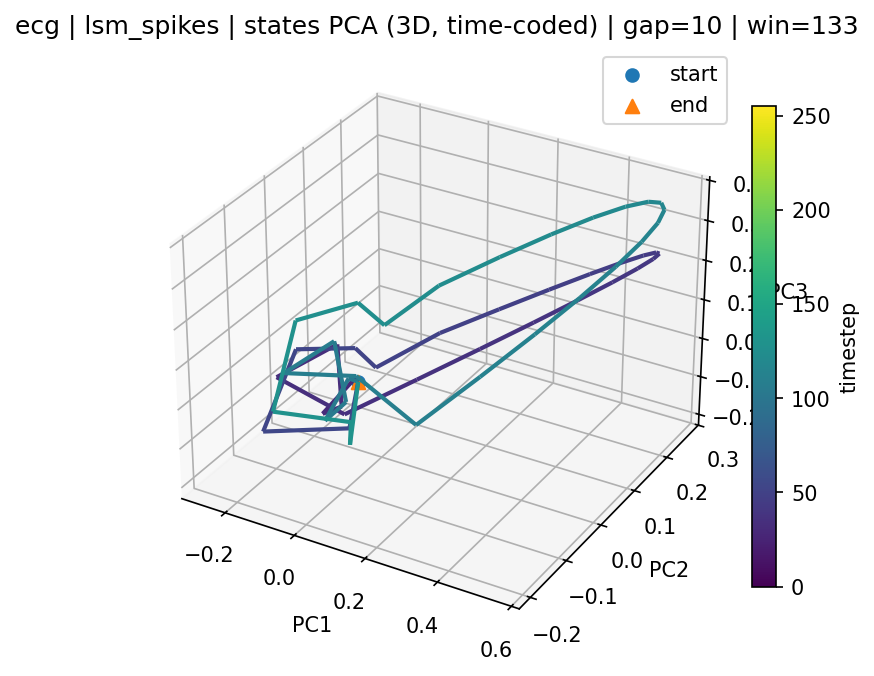 ecg | lsm_spikes | states PCA (3D, time-coded) | gap=10 | win=133
start
end
250
200
150
100
50
0
timestep
PC3
0.3
0.2
0.1
0.0
−0.1
−0.2
PC2
−0.2
0.0
0.2
0.4
0.6
PC1